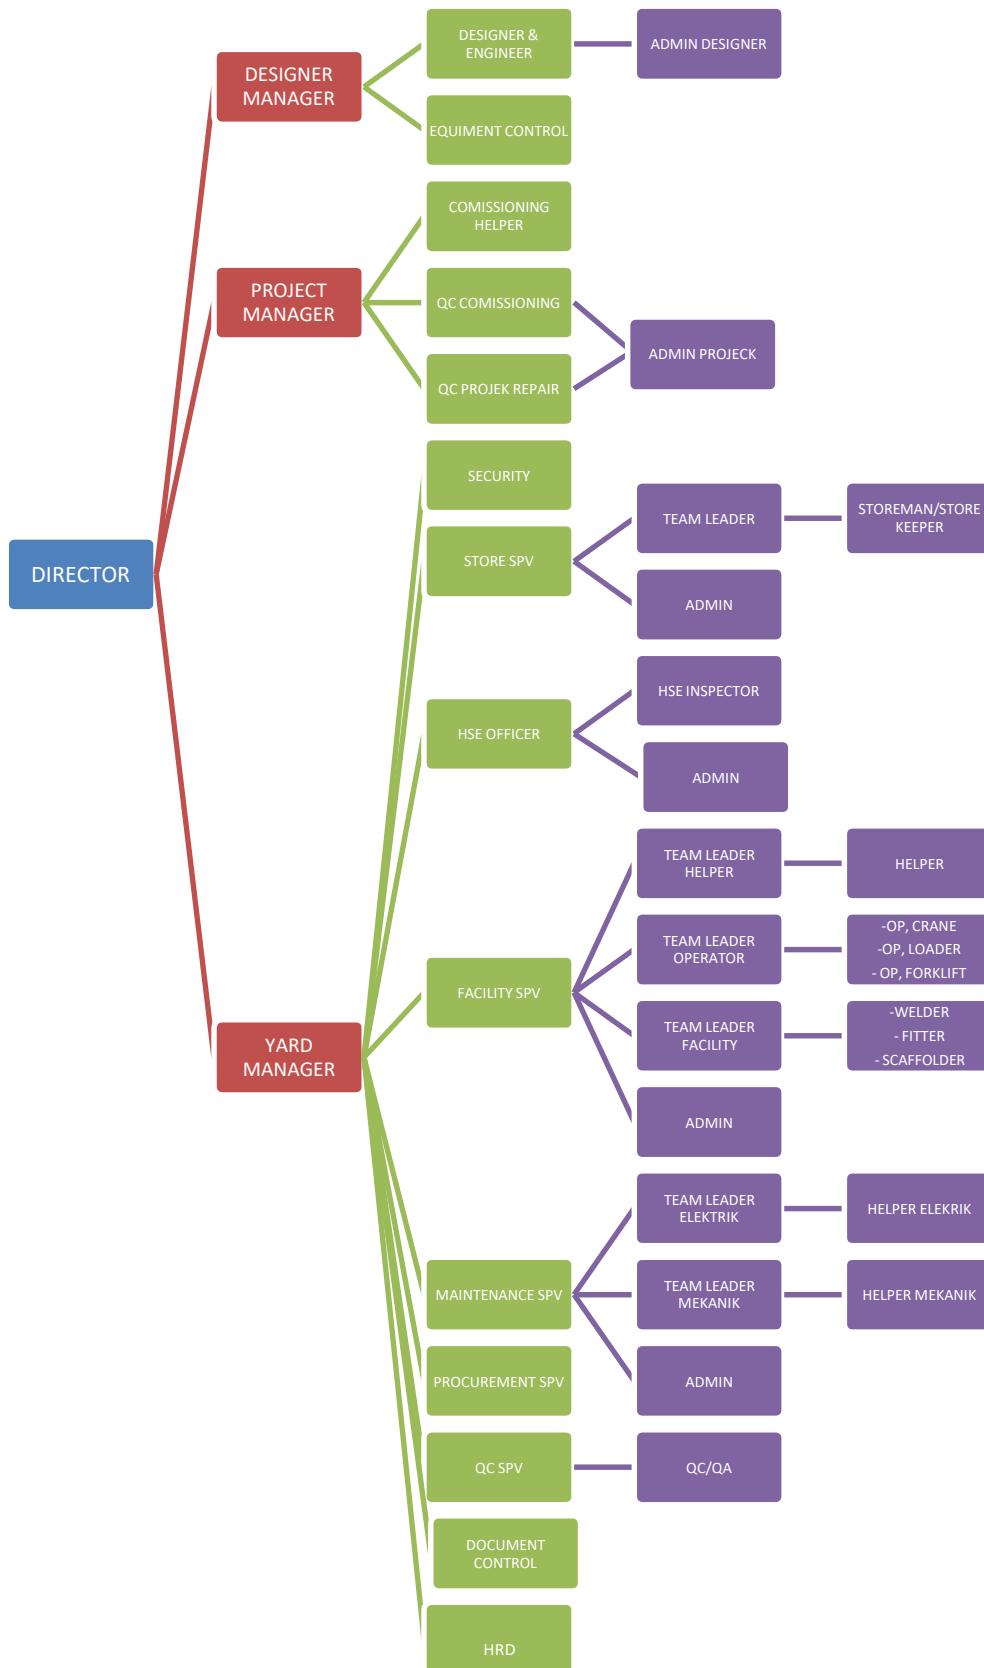 DESIGNER &
ENGINEER
ADMIN DESIGNER
DESIGNER
MANAGER
EQUIMENT CONTROL
COMISSIONING
HELPER
PROJECT
MANAGER
QC COMISSIONING
ADMIN PROJECK
QC PROJEK REPAIR
SECURITY
TEAM LEADER
STOREMAN/STORE
KEEPER
STORE SPV
DIRECTOR
ADMIN
HSE INSPECTOR
HSE OFFICER
ADMIN
TEAM LEADER
HELPER
HELPER
TEAM LEADER
OPERATOR
-OP, CRANE
-OP, LOADER
- OP, FORKLIFT
FACILITY SPV
TEAM LEADER
FACILITY
-WELDER
- FITTER
- SCAFFOLDER
YARD
MANAGER
ADMIN
TEAM LEADER
ELEKTRIK
HELPER ELEKRIK
MAINTENANCE SPV
TEAM LEADER
MEKANIK
HELPER MEKANIK
PROCUREMENT SPV
ADMIN
QC SPV
QC/QA
DOCUMENT
CONTROL
HRD